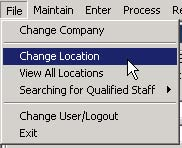 File Maintain Enter Process
Change Company
Change Location
View All Locations
Searching for Qualified Staff
Change User/Logout
Exit